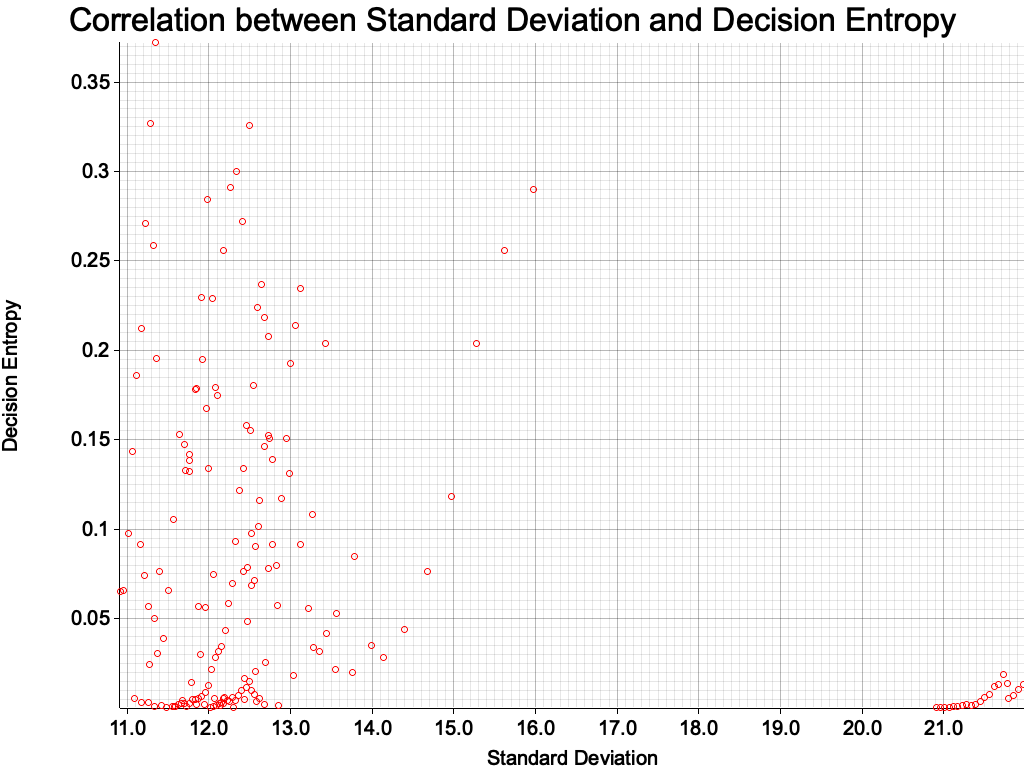 Correlation between Standard Deviation and Decision Entropy
0.35
0.3
0.25
0.2
0.15
0.1
0.05
Decision Entropy
11.0 12.0 13.0 14.0 15.0 16.0 17.0 18.0 19.0 20.0 21.0
Standard Deviation